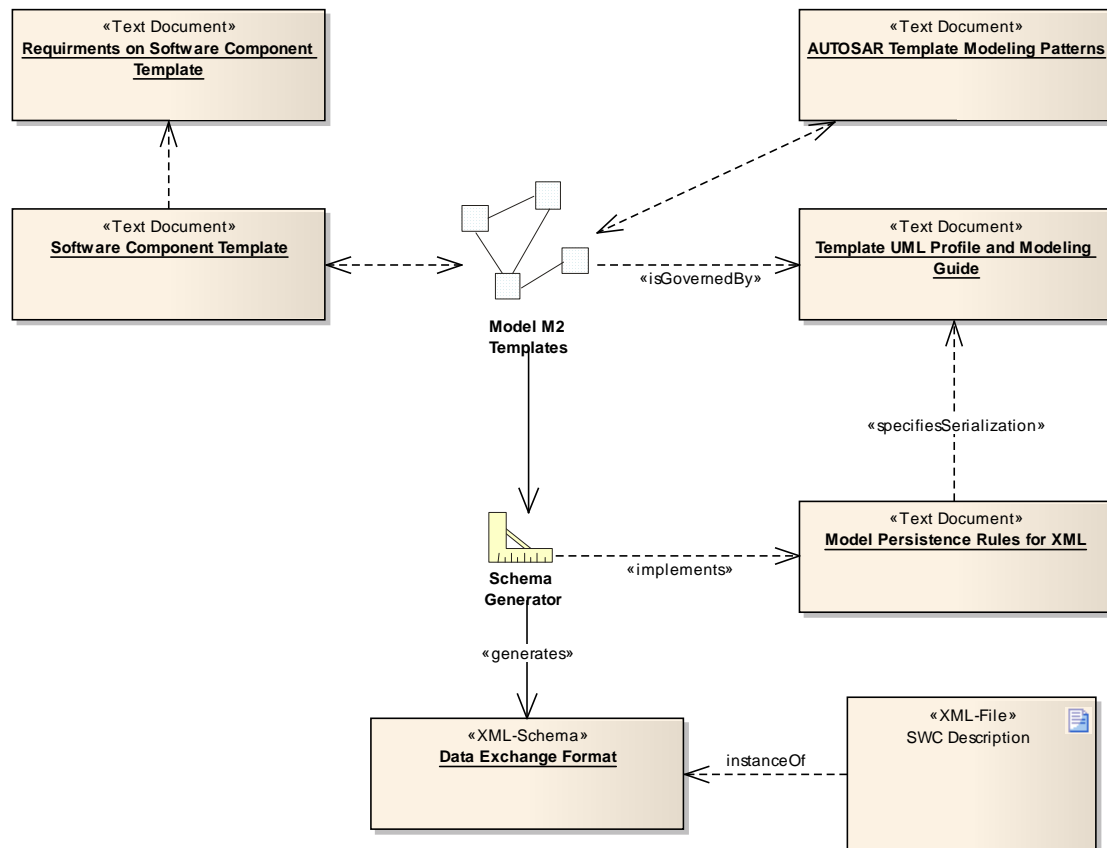 «Text Document»
Requirments on Software Component
Template
«Text Document»
AUTOSAR Template Modeling Patterns
«Text Document»
Software Component Template
«Text Document»
Template UML Profile and Modeling
Guide
«isGovernedBy»
Model M2
Templates
«specifiesSerialization»
«Text Document»
Model Persistence Rules for XML
«implements»
Schema
Generator
«generates»
«XML-Schema»
Data Exchange Format
instanceOf
«XML-File»
SWC Description